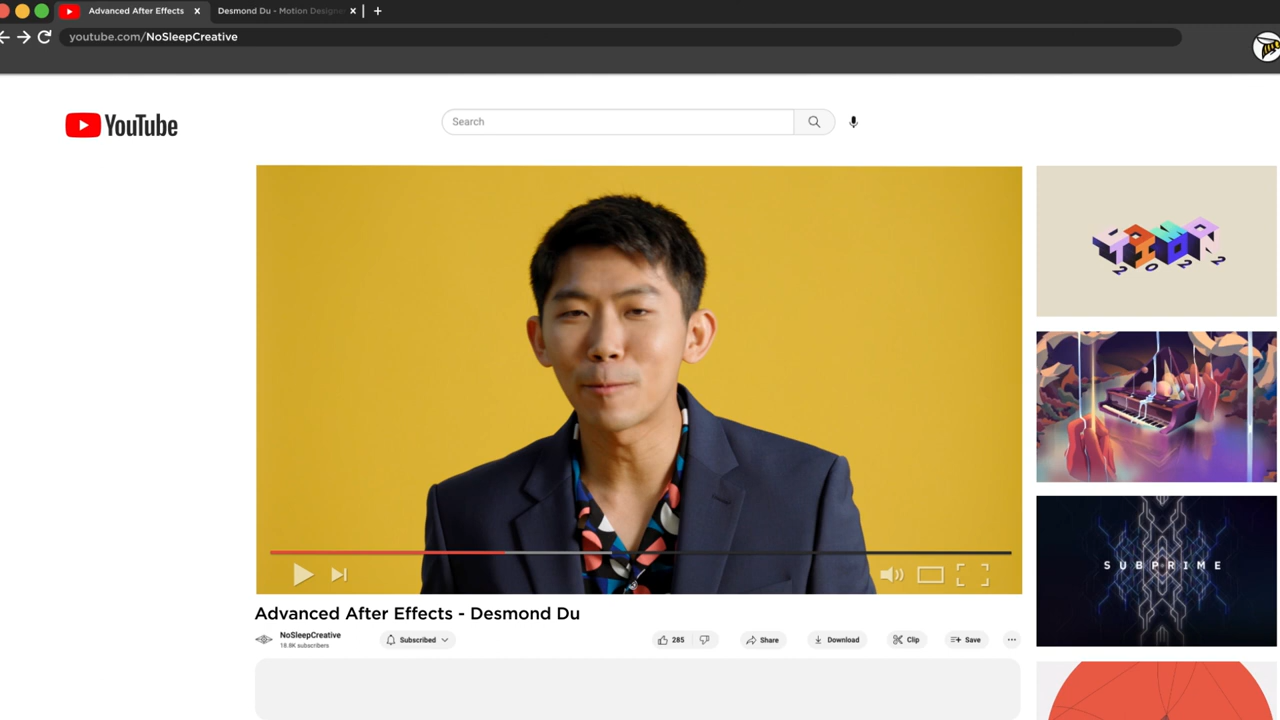 Advanced After Effects
Desmond Du - Motion Designe
youtube.com/NoSleepCreative
YouTube
Search
2022
SUBPRIME
Advanced After Effects - Desmond Du
NoSleepCreative
18.8K subscribers
Subscribed
285
Share
Download
Clip
Save